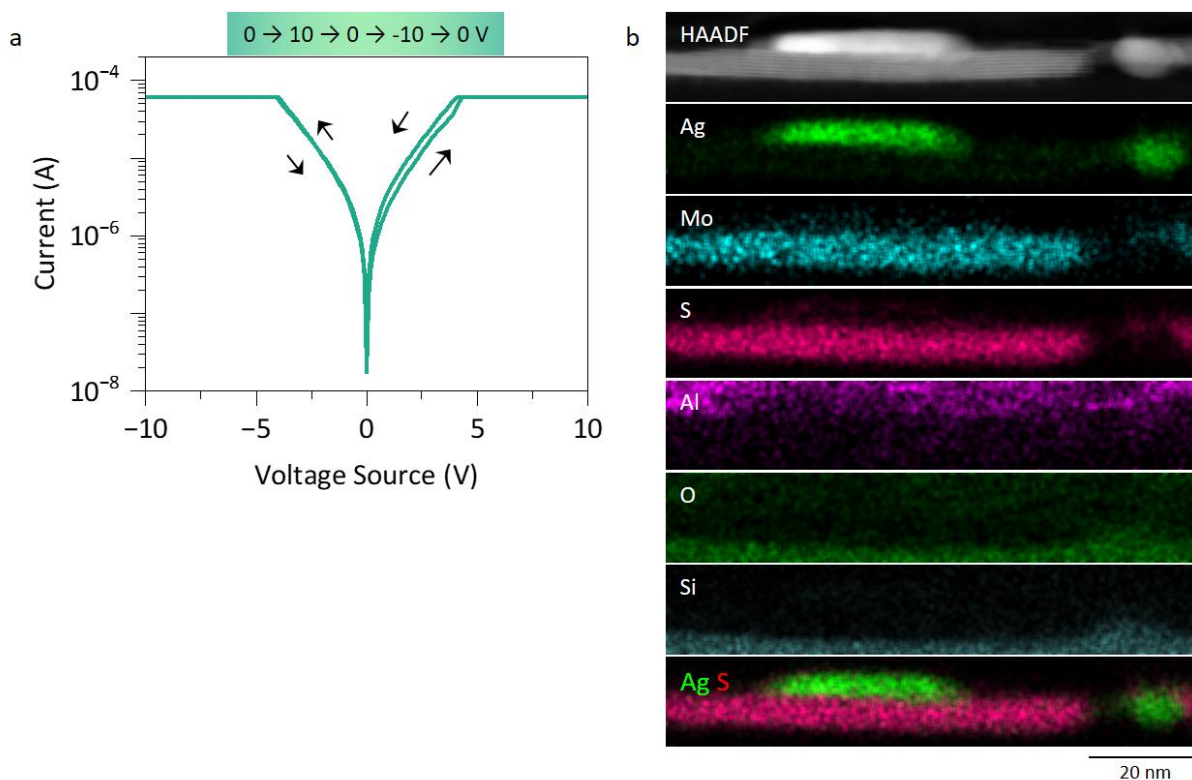 a
0 → 10 → 0 → -10 → 0 V
10⁻⁴
10⁻⁶
10⁻⁸
Current (A)
−10
−5
0
5
10
Voltage Source (V)
b
HAADF
Ag
Mo
S
Al
O
Si
Ag S
20 nm